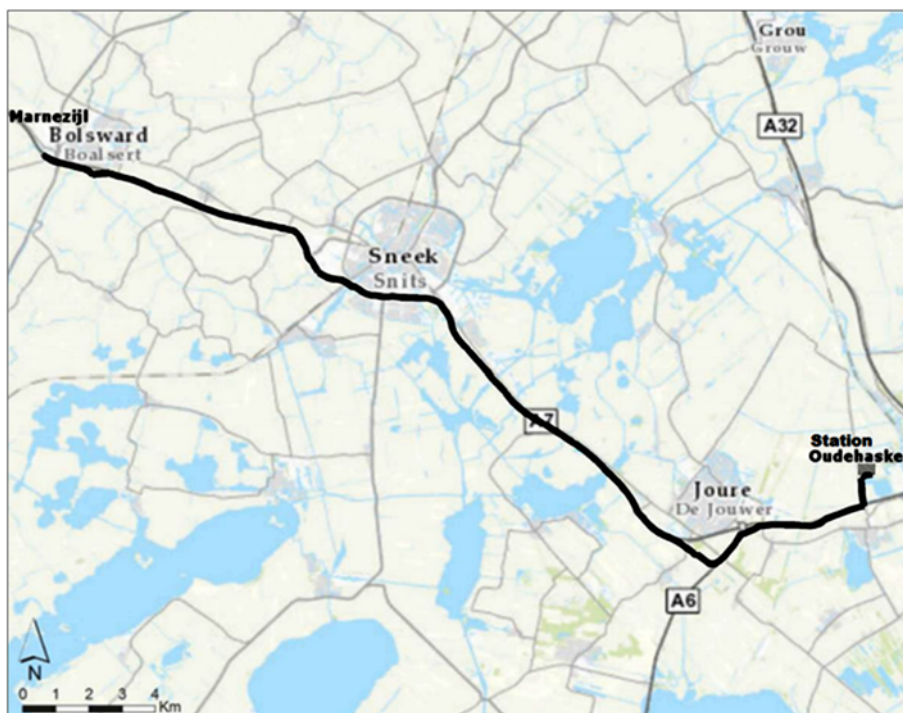 Grou
Grouw
A32
Marnezijl
Bolsward
Boalsert
Sneek
Snits
A7
Station
Oudehaske
Joure
De Jouwer
A6
N
0 1 2 3 4
Km